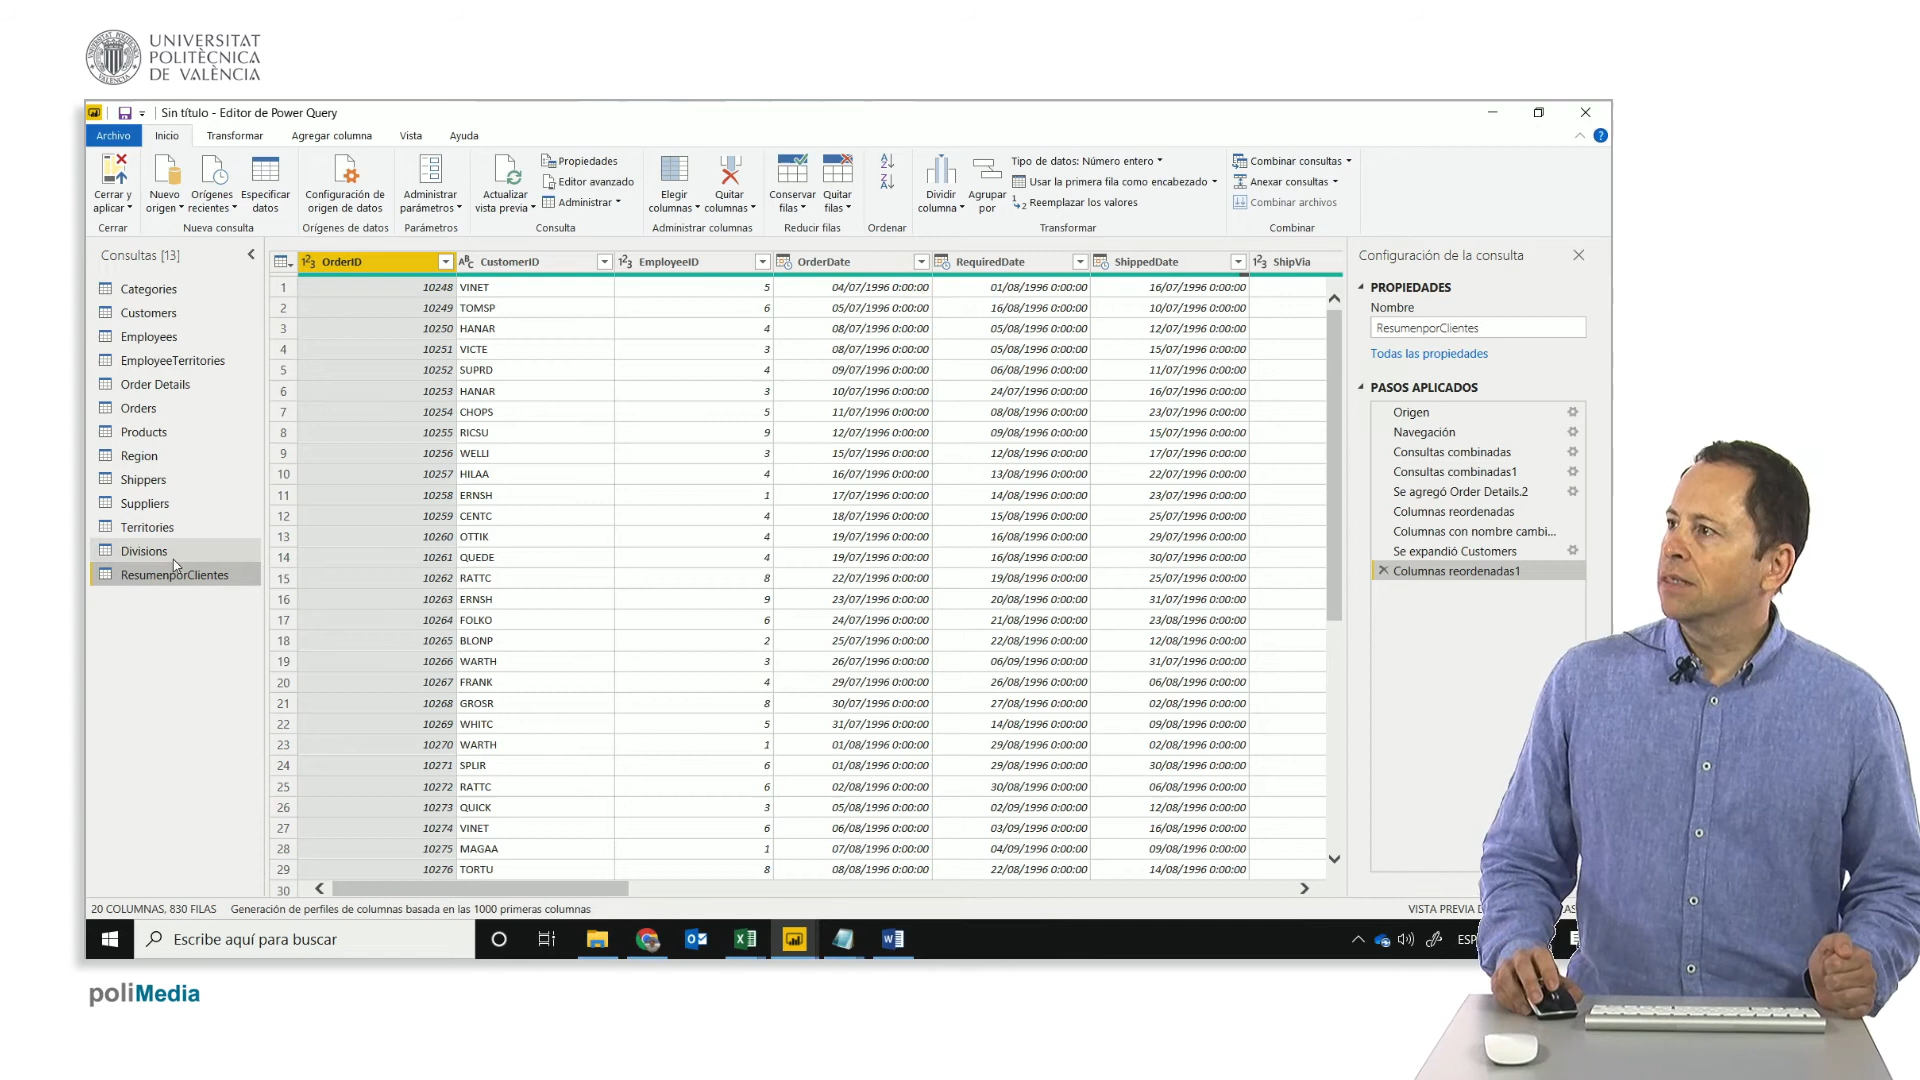 UNIVERSITAT
POLITÈCNICA
DE VALÈNCIA
Sin título - Editor de Power Query
Archivo Inicio Transformar Agregar columna Vista Ayuda
Cerrar y aplicar Nuevo origen Orígenes recientes Especificar datos Configuración de origen de datos Administrar parámetros Actualizar vista previa Propiedades Editor avanzado Administrar Elegir columnas Quitar columnas Conservar filas Quitar filas Dividir columna Agrupar por Tipo de datos: Número entero Usar la primera fila como encabezado Reemplazar los valores Combinar consultas Anexar consultas Combinar archivos
Cerrar Nueva consulta Orígenes de datos Parámetros Consulta Administrar columnas Reducir filas Ordenar Transformar Combinar
Consultas [13]
Categories
Customers
Employees
EmployeeTerritories
Order Details
Orders
Products
Region
Shippers
Suppliers
Territories
Divisions
ResumenporClientes
OrderID CustomerID EmployeeID OrderDate RequiredDate ShippedDate ShipVia
1 10248 VINET 5 04/07/1996 0:00:00 01/08/1996 0:00:00 16/07/1996 0:00:00
2 10249 TOMSP 6 05/07/1996 0:00:00 16/08/1996 0:00:00 10/07/1996 0:00:00
3 10250 HANAR 4 08/07/1996 0:00:00 05/08/1996 0:00:00 12/07/1996 0:00:00
4 10251 VICTE 3 08/07/1996 0:00:00 05/08/1996 0:00:00 15/07/1996 0:00:00
5 10252 SUPRD 4 09/07/1996 0:00:00 06/08/1996 0:00:00 11/07/1996 0:00:00
6 10253 HANAR 3 10/07/1996 0:00:00 24/07/1996 0:00:00 16/07/1996 0:00:00
7 10254 CHOPS 5 11/07/1996 0:00:00 08/08/1996 0:00:00 23/07/1996 0:00:00
8 10255 RICSU 9 12/07/1996 0:00:00 09/08/1996 0:00:00 15/07/1996 0:00:00
9 10256 WELLI 3 15/07/1996 0:00:00 12/08/1996 0:00:00 17/07/1996 0:00:00
10 10257 HILAA 4 16/07/1996 0:00:00 13/08/1996 0:00:00 22/07/1996 0:00:00
11 10258 ERNSH 1 17/07/1996 0:00:00 14/08/1996 0:00:00 23/07/1996 0:00:00
12 10259 CENTC 4 18/07/1996 0:00:00 15/08/1996 0:00:00 25/07/1996 0:00:00
13 10260 OTTIK 4 19/07/1996 0:00:00 16/08/1996 0:00:00 29/07/1996 0:00:00
14 10261 QUEDE 4 19/07/1996 0:00:00 16/08/1996 0:00:00 30/07/1996 0:00:00
15 10262 RATTC 8 22/07/1996 0:00:00 19/08/1996 0:00:00 25/07/1996 0:00:00
16 10263 ERNSH 9 23/07/1996 0:00:00 20/08/1996 0:00:00 31/07/1996 0:00:00
17 10264 FOLKO 6 24/07/1996 0:00:00 21/08/1996 0:00:00 23/08/1996 0:00:00
18 10265 BLONP 2 25/07/1996 0:00:00 22/08/1996 0:00:00 12/08/1996 0:00:00
19 10266 WARTH 3 26/07/1996 0:00:00 06/09/1996 0:00:00 31/07/1996 0:00:00
20 10267 FRANK 4 29/07/1996 0:00:00 26/08/1996 0:00:00 06/08/1996 0:00:00
21 10268 GROSR 8 30/07/1996 0:00:00 27/08/1996 0:00:00 02/08/1996 0:00:00
22 10269 WHITC 5 31/07/1996 0:00:00 14/08/1996 0:00:00 09/08/1996 0:00:00
23 10270 WARTH 1 01/08/1996 0:00:00 29/08/1996 0:00:00 02/08/1996 0:00:00
24 10271 SPLIR 6 01/08/1996 0:00:00 29/08/1996 0:00:00 30/08/1996 0:00:00
25 10272 RATTC 6 02/08/1996 0:00:00 30/08/1996 0:00:00 06/08/1996 0:00:00
26 10273 QUICK 3 05/08/1996 0:00:00 02/09/1996 0:00:00 12/08/1996 0:00:00
27 10274 VINET 6 06/08/1996 0:00:00 03/09/1996 0:00:00 16/08/1996 0:00:00
28 10275 MAGAA 1 07/08/1996 0:00:00 04/09/1996 0:00:00 09/08/1996 0:00:00
29 10276 TORTU 8 08/08/1996 0:00:00 22/08/1996 0:00:00 14/08/1996 0:00:00
30
Configuración de la consulta
PROPIEDADES
Nombre
ResumenporClientes
Todas las propiedades
PASOS APLICADOS
Origen
Navegación
Consultas combinadas
Consultas combinadas1
Se agregó Order Details.2
Columnas reordenadas
Columnas con nombre cambi...
Se expandió Customers
Columnas reordenadas1
20 COLUMNS, 830 FILAS Generación de perfiles de columnas basada en las 1000 primeras columnas VISTA PREVIA
Escribe aquí para buscar ESP
poliMedia